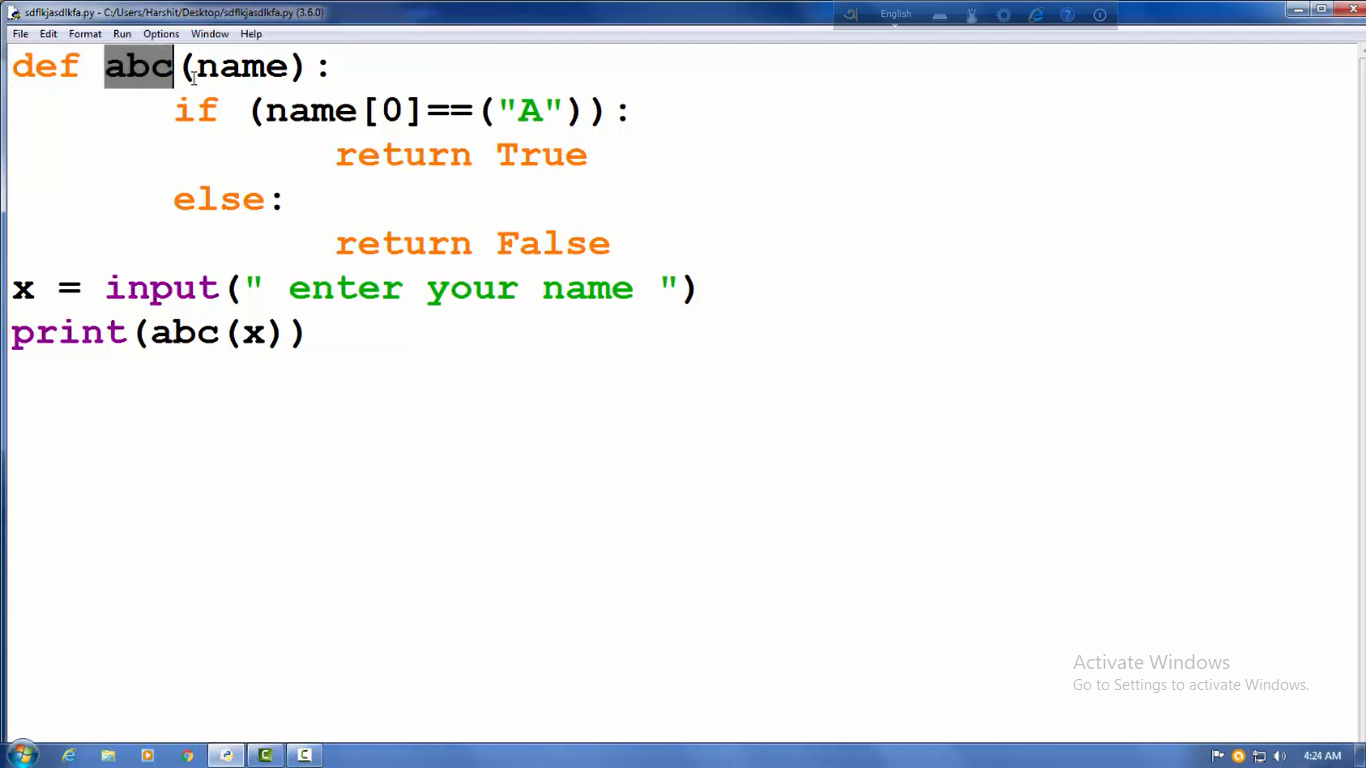 sdflkjasdlkfa.py - C:/Users/Harshit/Desktop/sdflkjasdlkfa.py (3.6.0)
English
File Edit Format Run Options Window Help
def abc(name):
if (name[0]==("A")):
return True
else:
return False
x = input(" enter your name ")
print(abc(x))
Activate Windows
Go to Settings to activate Windows.
4:24 AM